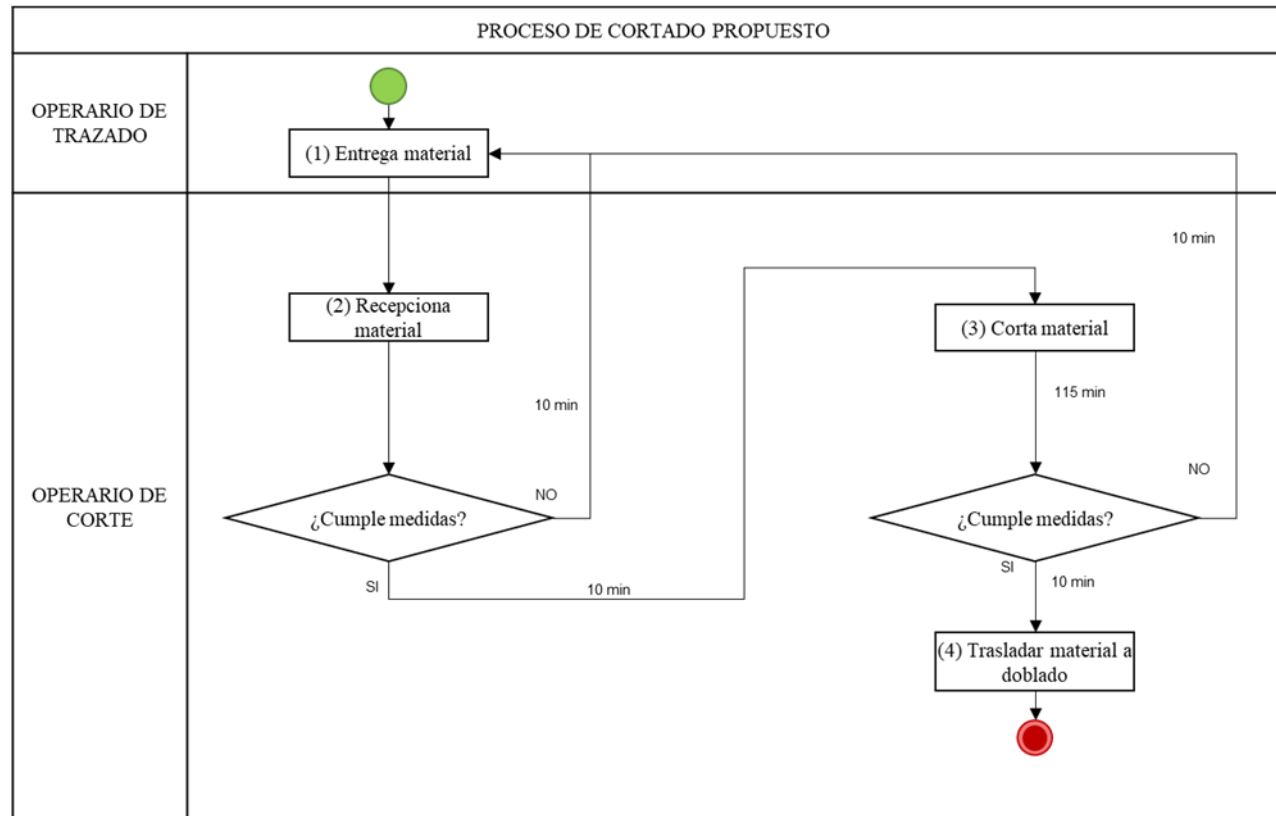 PROCESO DE CORTADO PROPUESTO
OPERARIO DE
TRAZADO
(1) Entrega material
10 min
(2) Recepciona
material
(3) Corta material
10 min
115 min
OPERARIO DE
CORTE
¿Cumple medidas?
NO
¿Cumple medidas?
NO
SI
10 min
SI
10 min
(4) Trasladar material a
doblado